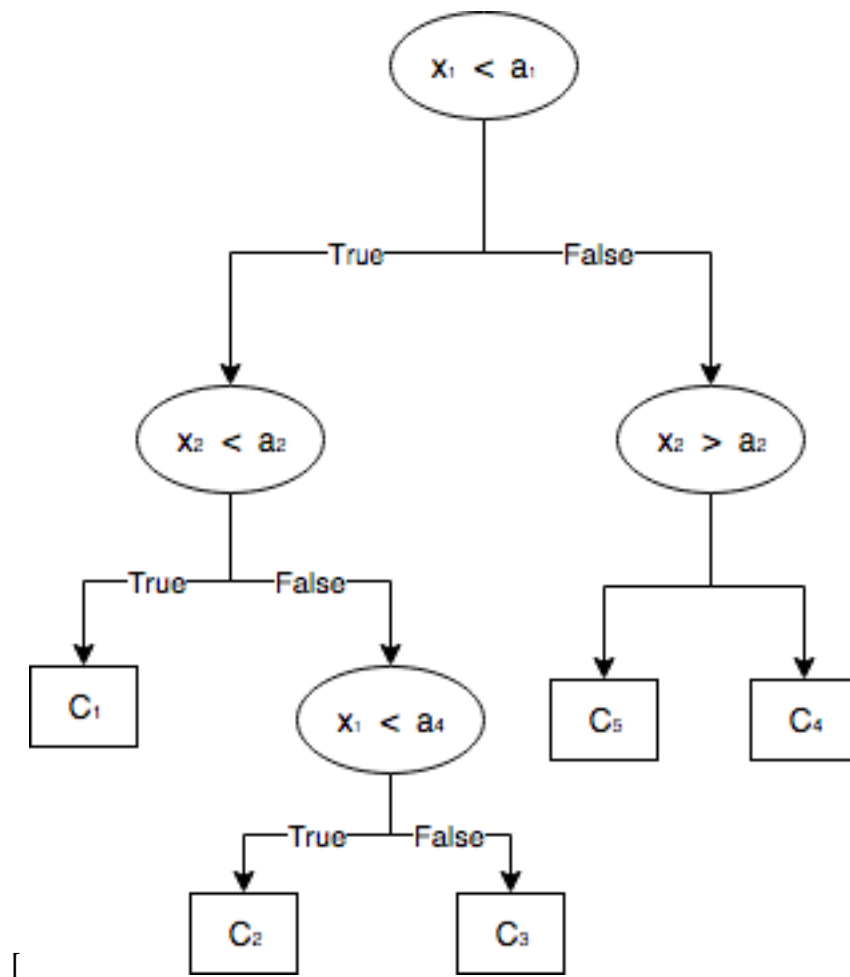 x₁ < a₁
True False
x₂ < a₂ x₂ > a₂
True False
C₁ x₁ < a₄ C₅ C₄
True False
C₂ C₃
[